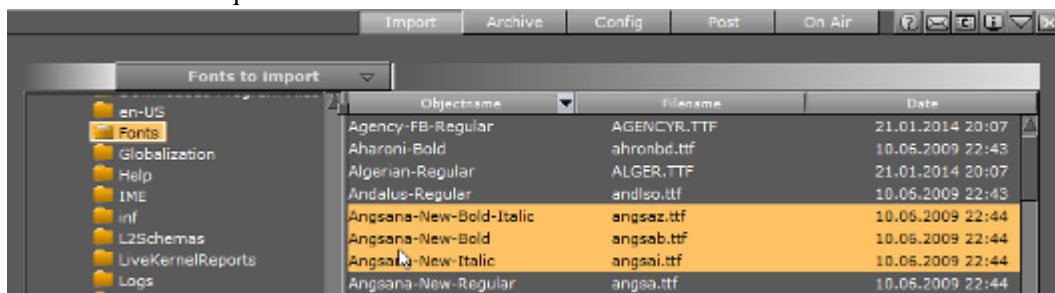 Import Archive Config Post On Air
Fonts to Import
Objectname Filename Date
en-US
Fonts
Globalization
Help
IME
inf
L2Schemas
LiveKernelReports
Logs
Agency-FB-Regular AGENCYR.TTF 21.01.2014 20:07
Aharoni-Bold ahronbd.ttf 10.06.2009 22:43
Algerian-Regular ALGER.TTF 21.01.2014 20:07
Andalus-Regular andlso.ttf 10.06.2009 22:43
Angsana-New-Bold-Italic angsaz.ttf 10.06.2009 22:44
Angsana-New-Bold angsab.ttf 10.06.2009 22:44
Angsana-New-Italic angsai.ttf 10.06.2009 22:44
Angsana-New-Regular angsa.ttf 10.06.2009 22:44